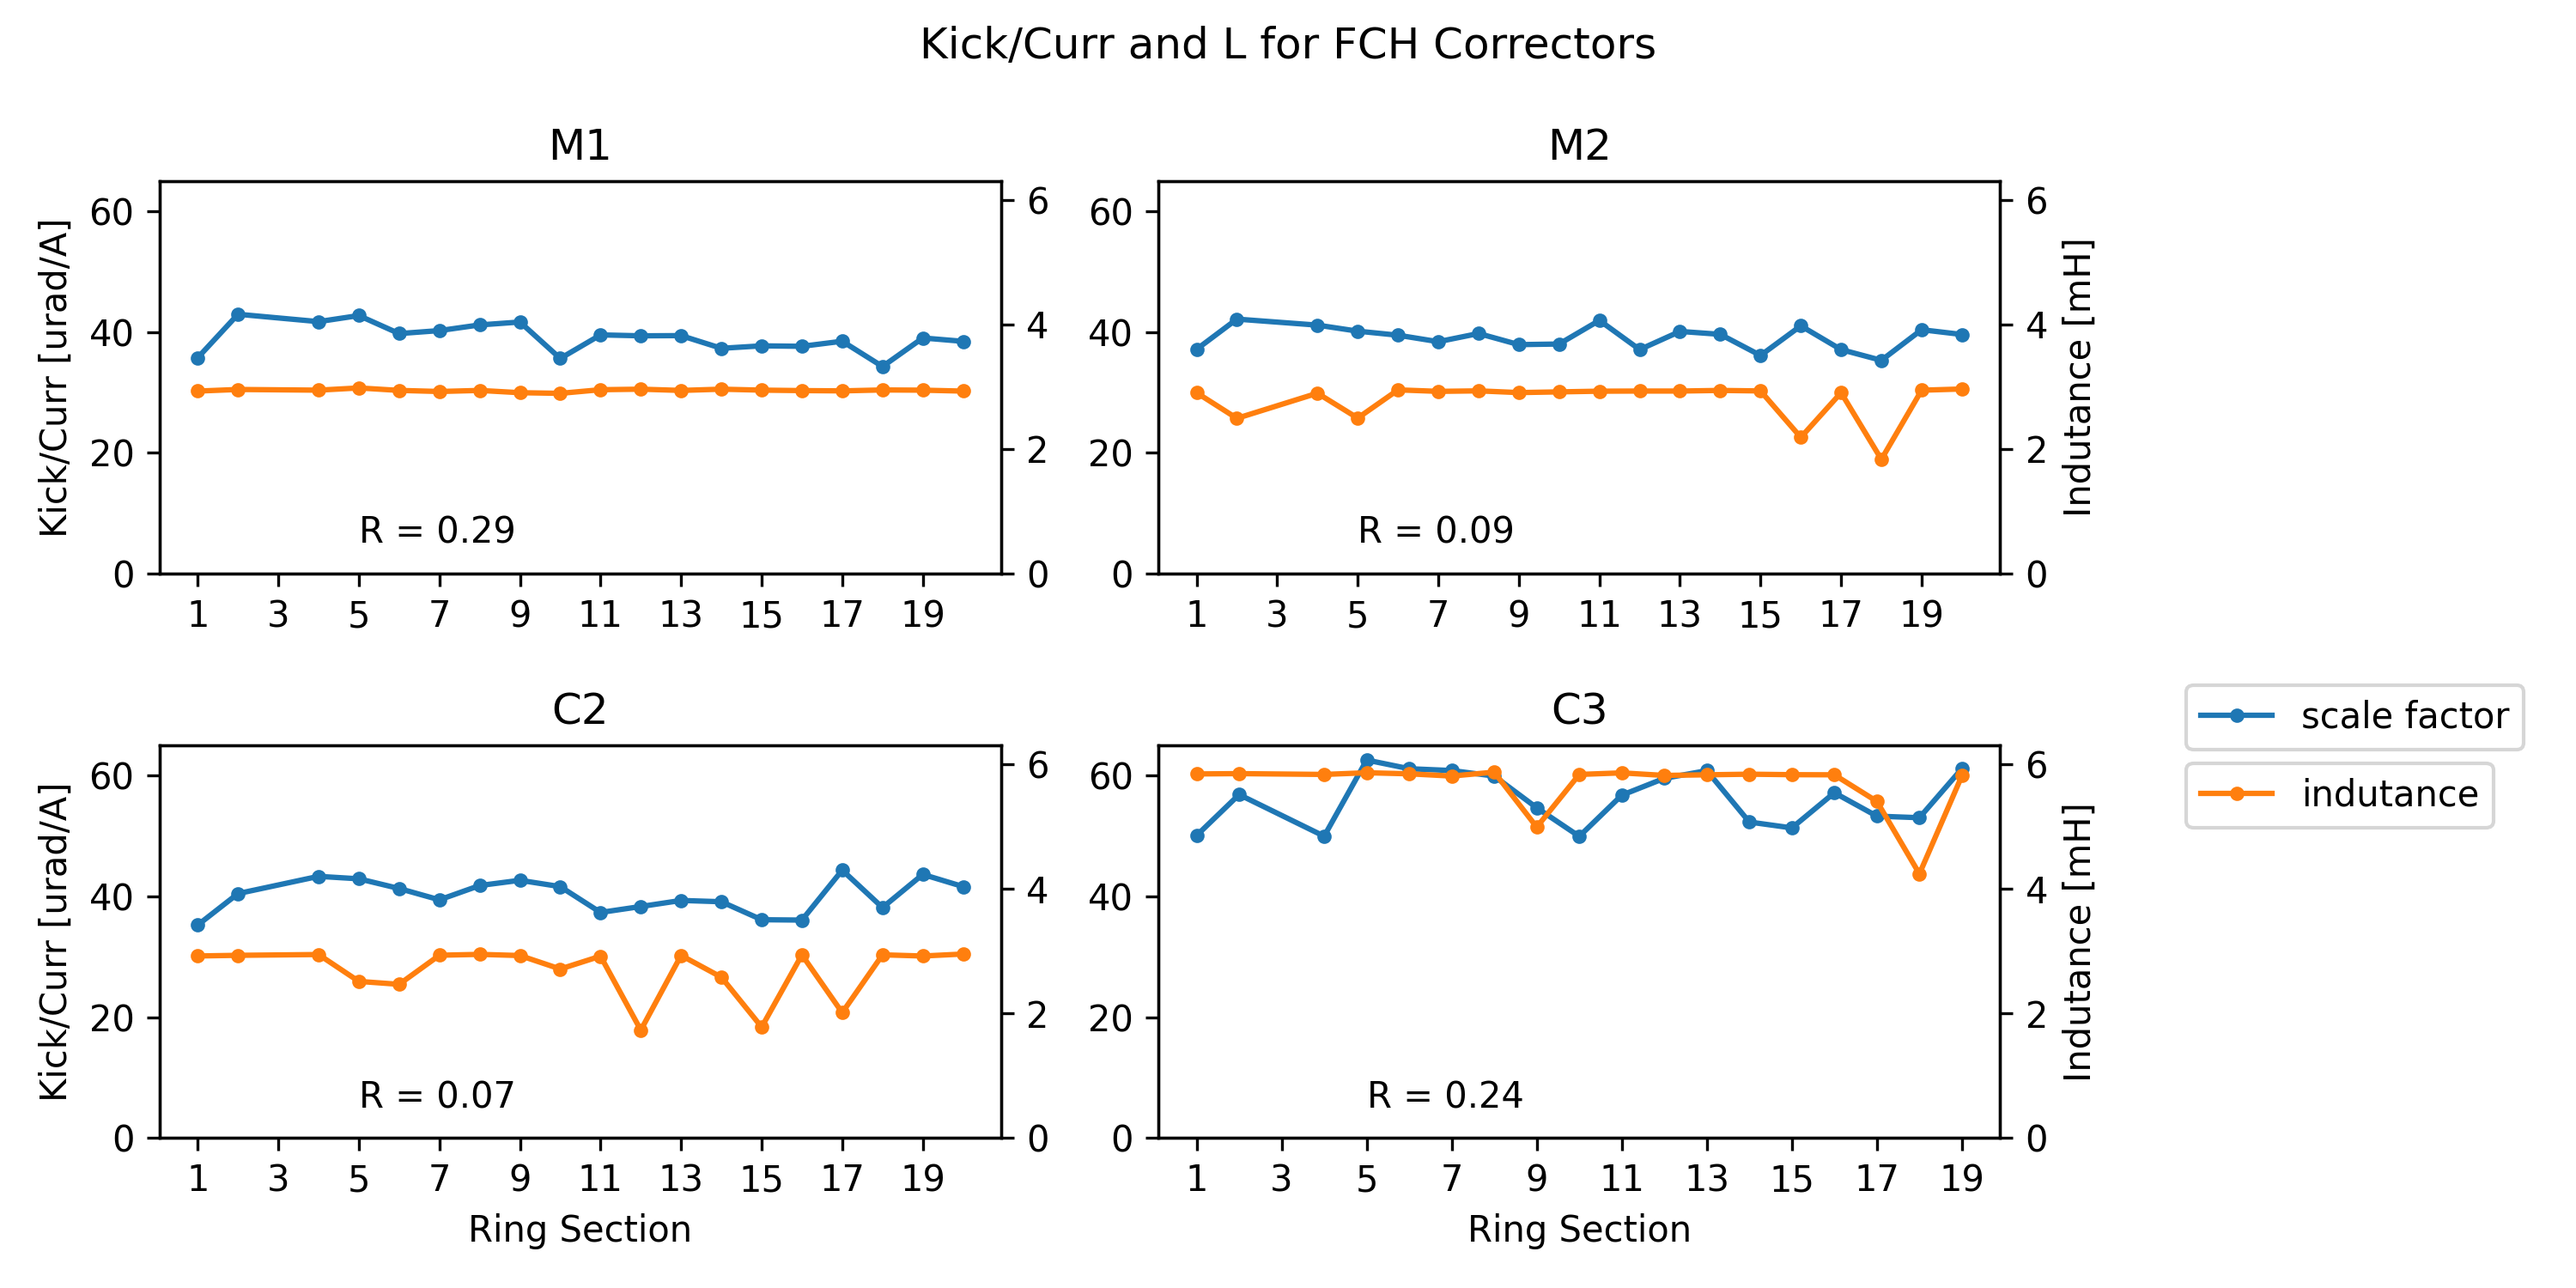 Kick/Curr and L for FCH Correctors
M1
Kick/Curr [urad/A]
60
40
20
0
6
4
2
0
R = 0.29
1 3 5 7 9 11 13 15 17 19
M2
60
40
20
0
6
4
2
0
Indutance [mH]
R = 0.09
1 3 5 7 9 11 13 15 17 19
C2
Kick/Curr [urad/A]
60
40
20
0
6
4
2
0
R = 0.07
1 3 5 7 9 11 13 15 17 19
Ring Section
C3
60
40
20
0
6
4
2
0
Indutance [mH]
R = 0.24
1 3 5 7 9 11 13 15 17 19
Ring Section
scale factor
indutance